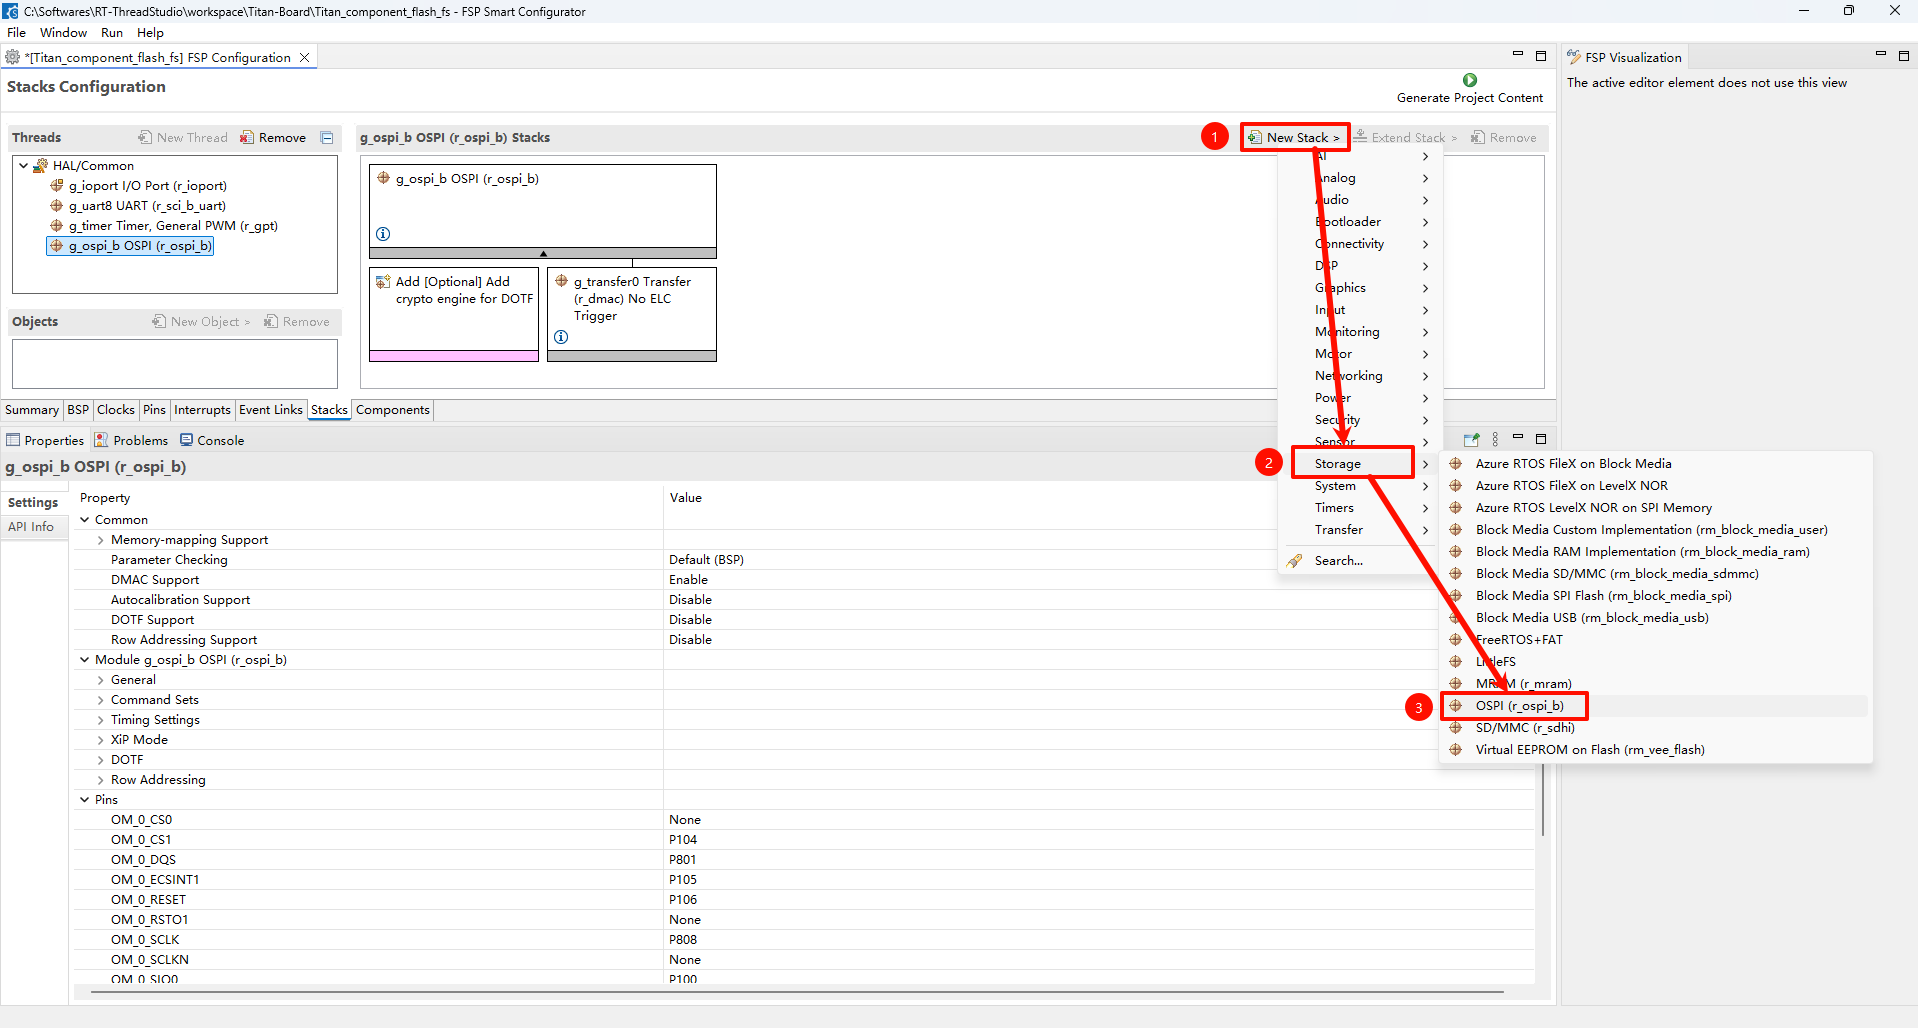 C:\Softwares\RT-ThreadStudio\workspace\Titan-Board\Titan_component_flash_fs - FSP Smart Configurator
File Window Run Help
*[Titan_component_flash_fs] FSP Configuration
FSP Visualization
Stacks Configuration
The active editor element does not use this view
Generate Project Content
Threads
New Thread
Remove
g_ospi_b OSPI (r_ospi_b) Stacks
1
New Stack >
Extend Stack >
Remove
HAL/Common
g_ioport I/O Port (r_ioport)
g_uart8 UART (r_sci_b_uart)
g_timer Timer, General PWM (r_gpt)
g_ospi_b OSPI (r_ospi_b)
g_ospi_b OSPI (r_ospi_b)
Add [Optional] Add
crypto engine for DOTF
g_transfer0 Transfer
(r_dmac) No ELC
Trigger
Objects
New Object >
Remove
AI
Analog
Audio
Bootloader
Connectivity
DSP
Graphics
Input
Monitoring
Motor
Networking
Power
Security
Sensor
2
Storage
System
Timers
Transfer
Search...
Azure RTOS FileX on Block Media
Azure RTOS FileX on LevelX NOR
Azure RTOS LevelX NOR on SPI Memory
Block Media Custom Implementation (rm_block_media_user)
Block Media RAM Implementation (rm_block_media_ram)
Block Media SD/MMC (rm_block_media_sdmmc)
Block Media SPI Flash (rm_block_media_spi)
Block Media USB (rm_block_media_usb)
FreeRTOS+FAT
LittleFS
MRAM (r_mram)
3
OSPI (r_ospi_b)
SD/MMC (r_sdhi)
Virtual EEPROM on Flash (rm_vee_flash)
Summary BSP Clocks Pins Interrupts Event Links Stacks Components
Properties Problems Console
g_ospi_b OSPI (r_ospi_b)
Settings
API Info
Property Value
Common
Memory-mapping Support
Parameter Checking Default (BSP)
DMAC Support Enable
Autocalibration Support Disable
DOTF Support Disable
Row Addressing Support Disable
Module g_ospi_b OSPI (r_ospi_b)
General
Command Sets
Timing Settings
XiP Mode
DOTF
Row Addressing
Pins
OM_0_CS0 None
OM_0_CS1 P104
OM_0_DQS P801
OM_0_ECSINT1 P105
OM_0_RESET P106
OM_0_RSTO1 None
OM_0_SCLK P808
OM_0_SCLKN None
OM_0_SIO0 P100